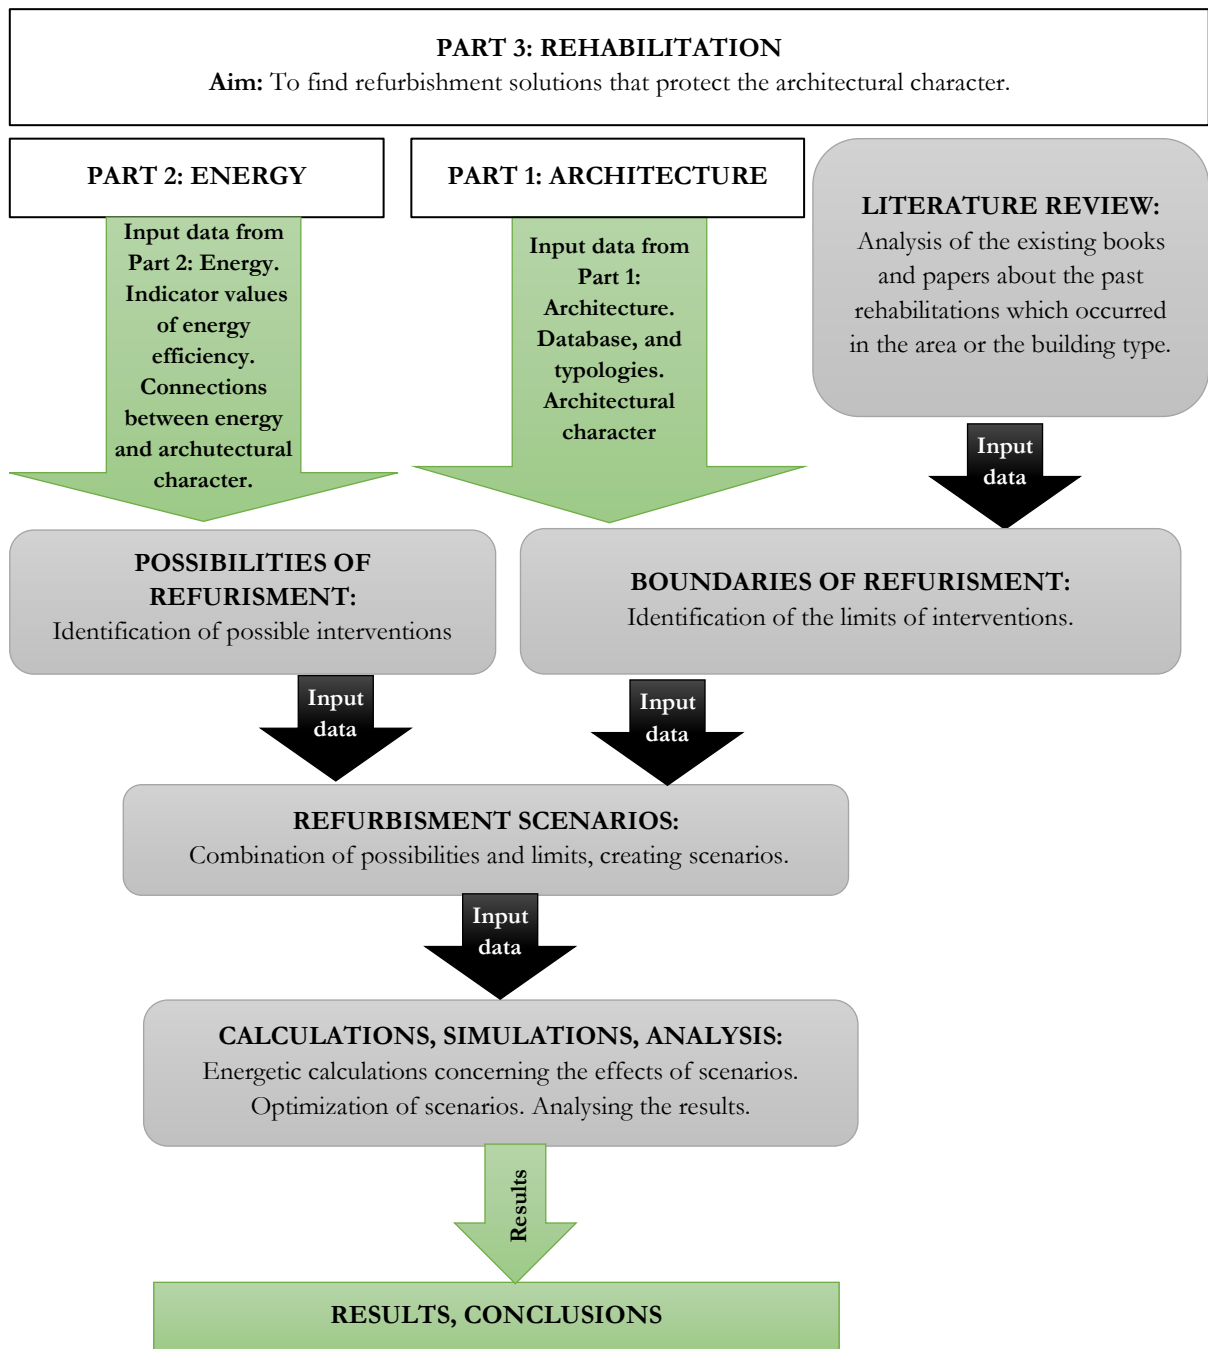 PART 3: REHABILITATION
Aim: To find refurbishment solutions that protect the architectural character.
PART 2: ENERGY
Input data from
Part 2: Energy.
Indicator values
of energy
efficiency.
Connections
between energy
and archutectural
character.
PART 1: ARCHITECTURE
Input data from
Part 1:
Architecture.
Database, and
typologies.
Architectural
character
LITERATURE REVIEW:
Analysis of the existing books
and papers about the past
rehabilitations which occurred
in the area or the building type.
Input
data
POSSIBILITIES OF
REFURISMENT:
Identification of possible interventions
BOUNDARIES OF REFURISMENT:
Identification of the limits of interventions.
Input
data
Input
data
REFURBISMENT SCENARIOS:
Combination of possibilities and limits, creating scenarios.
Input
data
CALCULATIONS, SIMULATIONS, ANALYSIS:
Energetic calculations concerning the effects of scenarios.
Optimization of scenarios. Analysing the results.
Results
RESULTS, CONCLUSIONS